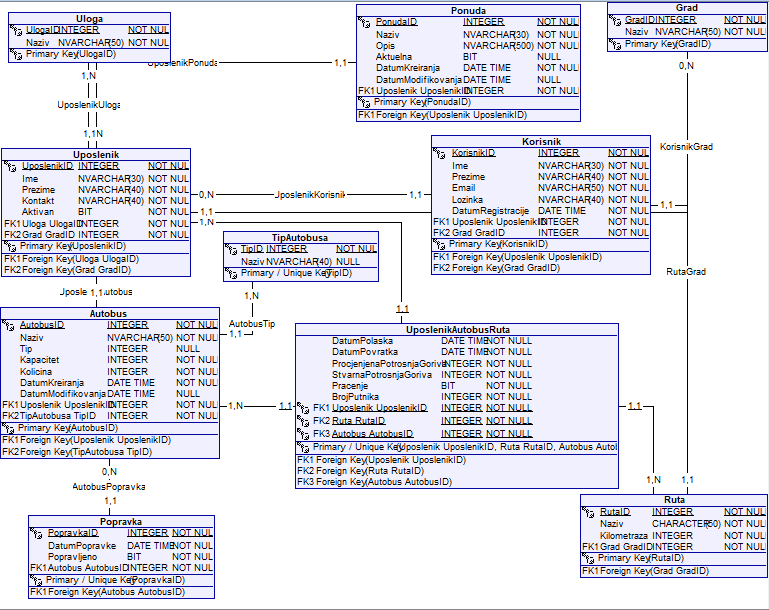 Uloga
UlogaID INTEGER NOT NUL
Naziv NVARCHAR(50) NOT NUL
Primary Key(UlogaID)
Ponuda
PonudaID INTEGER NOT NUL
Naziv NVARCHAR(30) NOT NUL
Opis NVARCHAR(500) NOT NUL
Aktuelna BIT NULL
DatumKreiranja DATE TIME NOT NUL
DatumModifikovanja DATE TIME NULL
FK1 Uposlenik UposlenikID INTEGER NOT NUL
Primary Key(PonudaID)
FK1 Foreign Key(Uposlenik UposlenikID)
Grad
GradID INTEGER NOT NUL
Naziv NVARCHAR(50) NOT NUL
Primary Key(GradID)
UposlenikPonuda
1,1
1,N
0,N
UposlenikUloga
1,1N
KorisnikGrad
Uposlenik
UposlenikID INTEGER NOT NUL
Ime NVARCHAR(30) NOT NUL
Prezime NVARCHAR(40) NOT NUL
Kontakt NVARCHAR(40) NOT NUL
Aktivan BIT NOT NUL
FK1 Uloga UlogaID INTEGER NOT NUL
FK2 Grad GradID INTEGER NOT NUL
Primary Key(UposlenikID)
FK1 Foreign Key(Uloga UlogaID)
FK2 Foreign Key(Grad GradID)
0,N
JposlenikKorisnik
1,1
1,1
1,N
Korisnik
KorisnikID INTEGER NOT NUL
Ime NVARCHAR(30) NOT NUL
Prezime NVARCHAR(40) NOT NUL
Email NVARCHAR(50) NOT NUL
Lozinka NVARCHAR(40) NOT NUL
DatumRegistracije DATE TIME NOT NUL
FK1 Uposlenik UposlenikID INTEGER NOT NUL
FK2 Grad GradID INTEGER NOT NUL
Primary Key(KorisnikID)
FK1 Foreign Key(Uposlenik UposlenikID)
FK2 Foreign Key(Grad GradID)
1,1
RutaGrad
TipAutobusa
TipID INTEGER NOT NUL
Naziv NVARCHAR(40) NULL
Primary / Unique Key(TipID)
Jposle 1,1 utobus
1,N
AutobusTip
1,1
1,1
Autobus
AutobusID INTEGER NOT NUL
Naziv NVARCHAR(50) NOT NUL
Tip INTEGER NULL
Kapacitet INTEGER NOT NUL
Kolicina INTEGER NOT NUL
DatumKreiranja DATE TIME NOT NUL
DatumModifikovanja DATE TIME NULL
FK1 Uposlenik UposlenikID INTEGER NOT NUL
FK2 TipAutobusa TipID INTEGER NOT NUL
Primary Key(AutobusID)
FK1 Foreign Key(Uposlenik UposlenikID)
FK2 Foreign Key(TipAutobusa TipID)
1,N
1,1
UposlenikAutobusRuta
DatumPolaska DATE TIME NOT NULL
DatumPovratka DATE TIME NOT NULL
ProcjenjenaPotrosnjaGoriva INTEGER NOT NULL
StvarnaPotrosnjaGoriva INTEGER NOT NULL
Pracenje BIT NOT NULL
BrojPutnika INTEGER NOT NULL
FK1 Uposlenik UposlenikID INTEGER NOT NULL
FK2 Ruta RutaID INTEGER NOT NULL
FK3 Autobus AutobusID INTEGER NOT NULL
Primary / Unique Key(Uposlenik UposlenikID, Ruta RutaID, Autobus Autol
FK1 Foreign Key(Uposlenik UposlenikID)
FK2 Foreign Key(Ruta RutaID)
FK3 Foreign Key(Autobus AutobusID)
1,1
1,N
1,1
0,N
AutobusPopravka
1,1
Popravka
PopravkaID INTEGER NOT NUL
DatumPopravke DATE TIME NOT NUL
Popravljeno BIT NOT NUL
FK1 Autobus AutobusID INTEGER NOT NUL
Primary / Unique Key(PopravkaID)
FK1 Foreign Key(Autobus AutobusID)
Ruta
RutaID INTEGER NOT NUL
Naziv CHARACTER(50) NOT NUL
Kilometraza INTEGER NOT NUL
FK1 Grad GradID INTEGER NOT NUL
Primary Key(RutaID)
FK1 Foreign Key(Grad GradID)